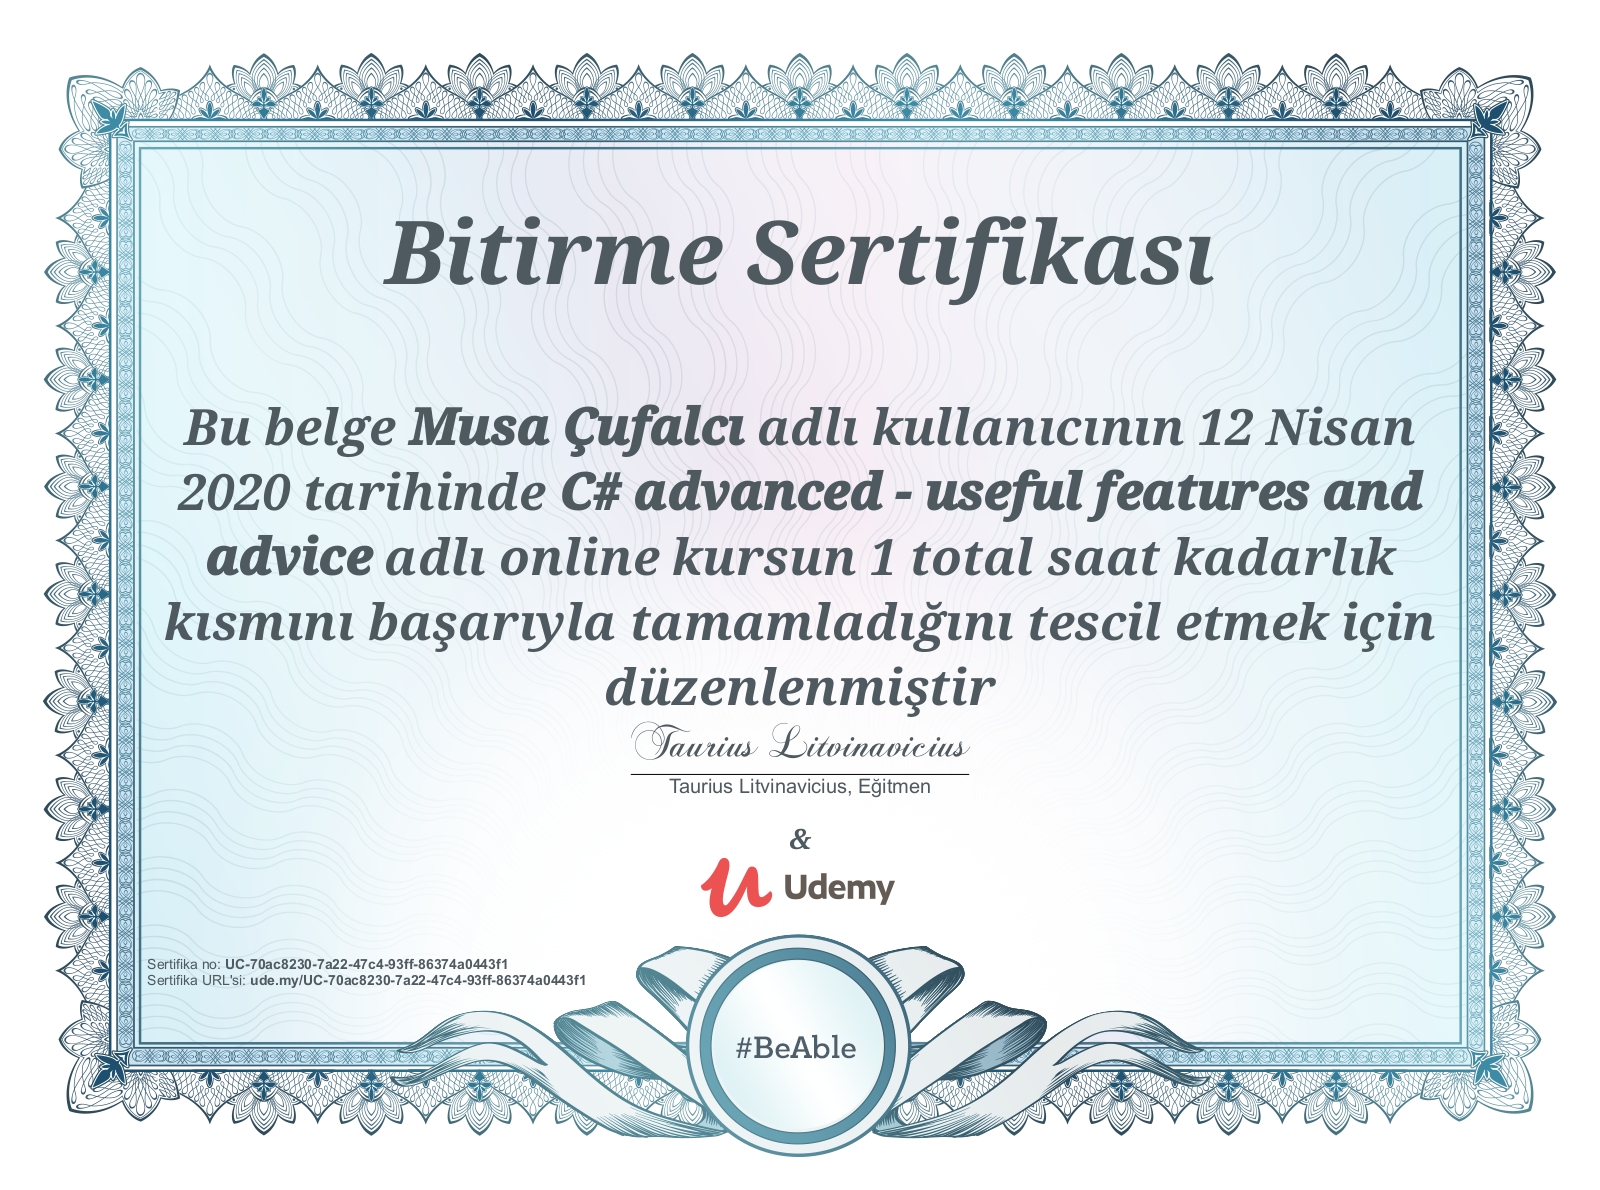 Bitirme Sertifikası
Bu belge Musa Çufalcı adlı kullanıcının 12 Nisan
2020 tarihinde C# advanced - useful features and
advice adlı online kursun 1 total saat kadarlık
kısmını başarıyla tamamladığını tescil etmek için
düzenlenmiştir
Taurius Litvinavicius
Taurius Litvinavicius, Eğitmen
&
Udemy
Sertifika no: UC-70ac8230-7a22-47c4-93ff-86374a0443f1
Sertifika URL'si: ude.my/UC-70ac8230-7a22-47c4-93ff-86374a0443f1
#BeAble